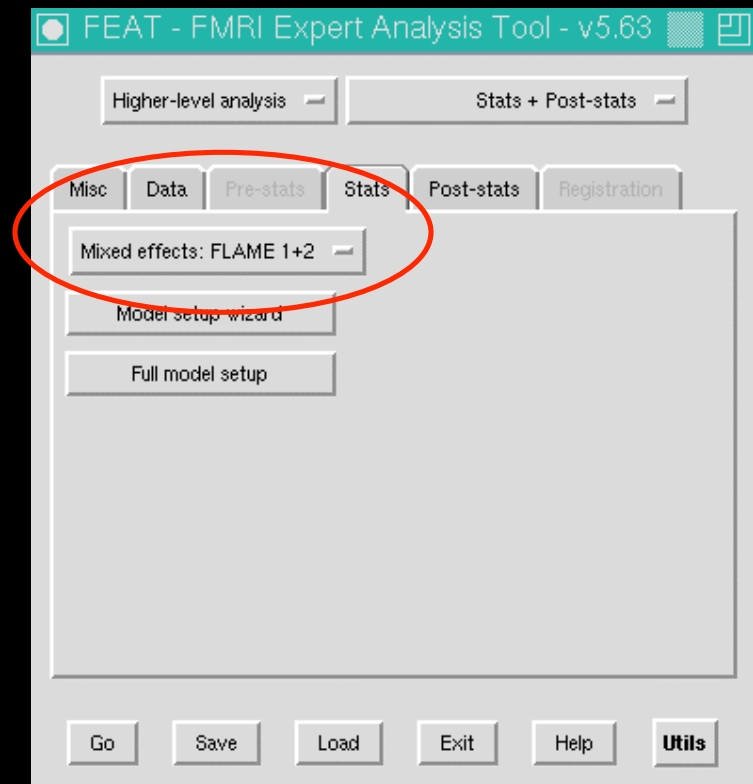 FEAT - FMRI Expert Analysis Tool - v5.63
Higher-level analysis Stats + Post-stats
Misc Data Pre-stats Stats Post-stats Registration
Mixed effects: FLAME 1+2
Model setup wizard
Full model setup
Go Save Load Exit Help Utils